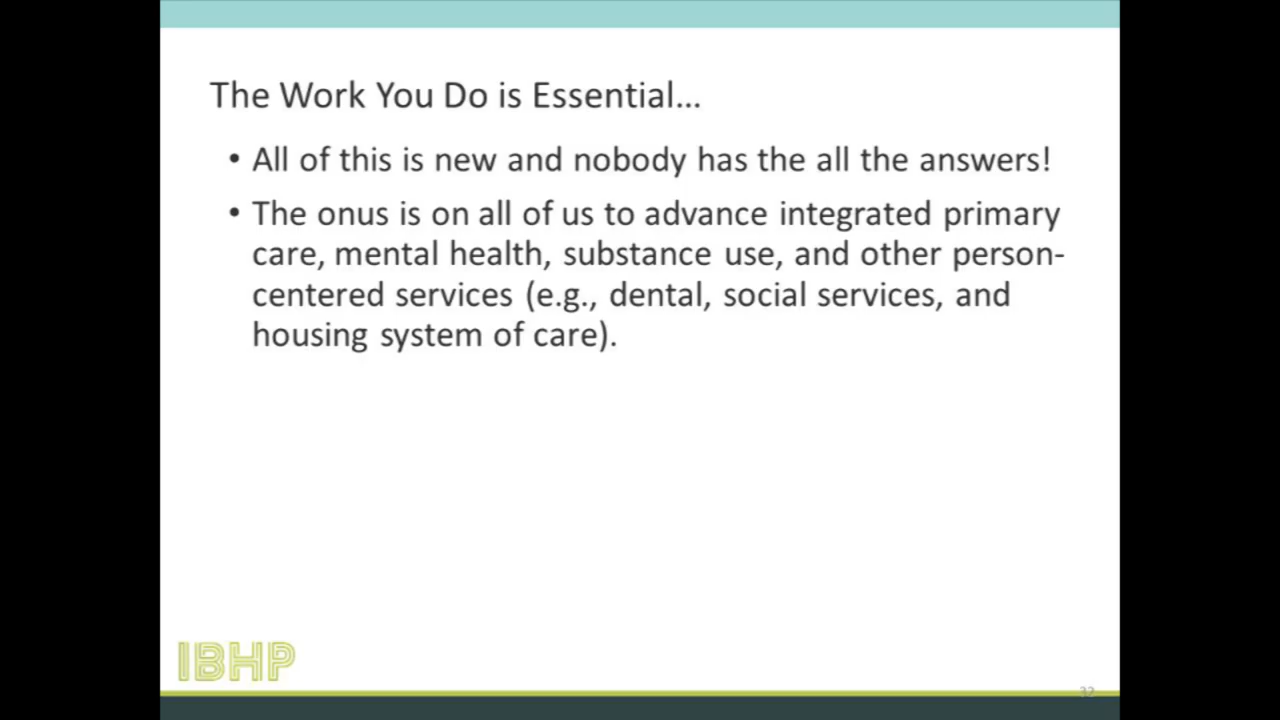 The Work You Do is Essential…
• All of this is new and nobody has the all the answers!
• The onus is on all of us to advance integrated primary
care, mental health, substance use, and other person-
centered services (e.g., dental, social services, and
housing system of care).
IBHP
32